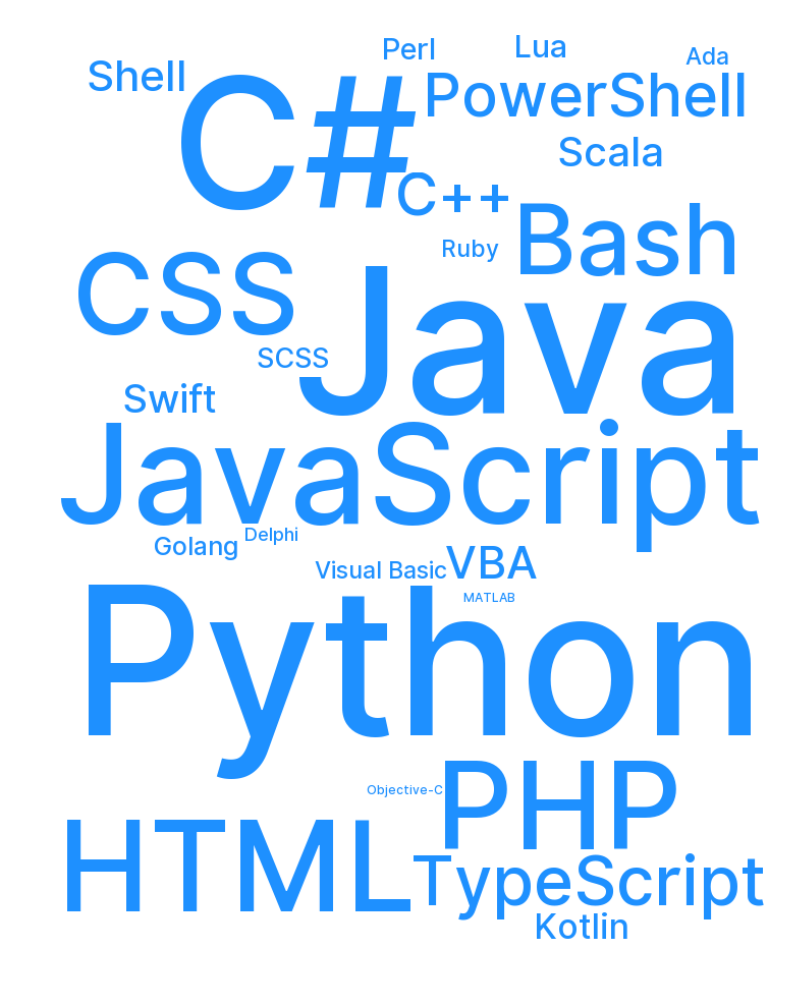 Perl
Lua
Ada
Shell
C#
PowerShell
Scala
C++
Ruby
Bash
CSS
Java
SCSS
Swift
JavaScript
Golang
Delphi
Visual Basic
VBA
MATLAB
Python
Objective-C
PHP
HTML
TypeScript
Kotlin